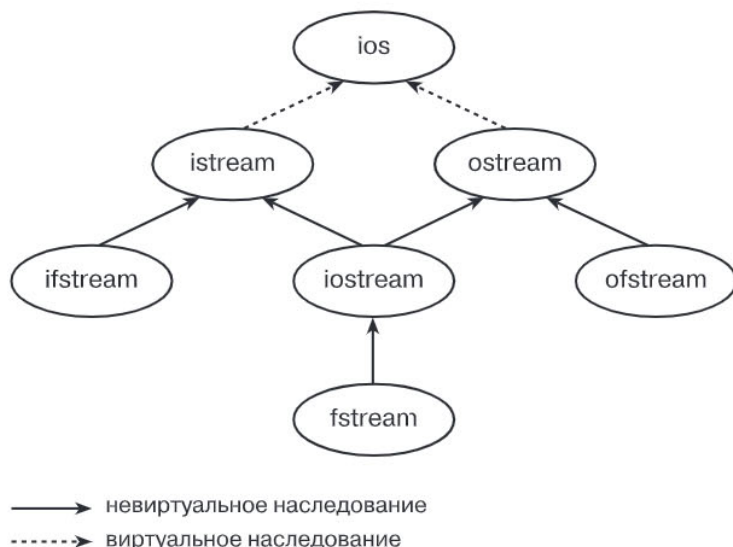 ios
istream ostream
ifstream iostream ofstream
fstream
невиртуальное наследование
виртуальное наследование